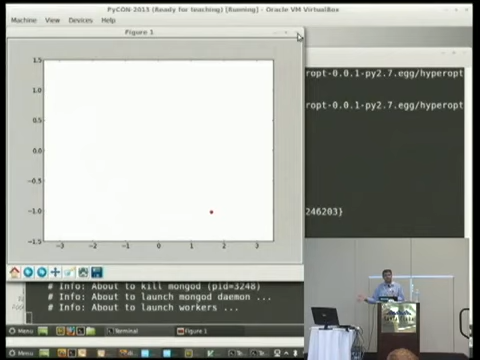 PyCON-2013 (Ready for teaching) [Running] - Oracle VM VirtualBox
Machine View Devices Help
Figure 1
1.5
1.0
0.5
0.0
−0.5
−1.0
−1.5
−3 −2 −1 0 1 2 3
ropt-0.0.1-py2.7.egg/hyperopt
ropt-0.0.1-py2.7.egg/hyperopt
246203}
# Info: About to kill mongod (pid=3248)
# Info: About to launch mongod daemon ...
# Info: About to launch workers ...
Menu Terminal Figure 1
Menu